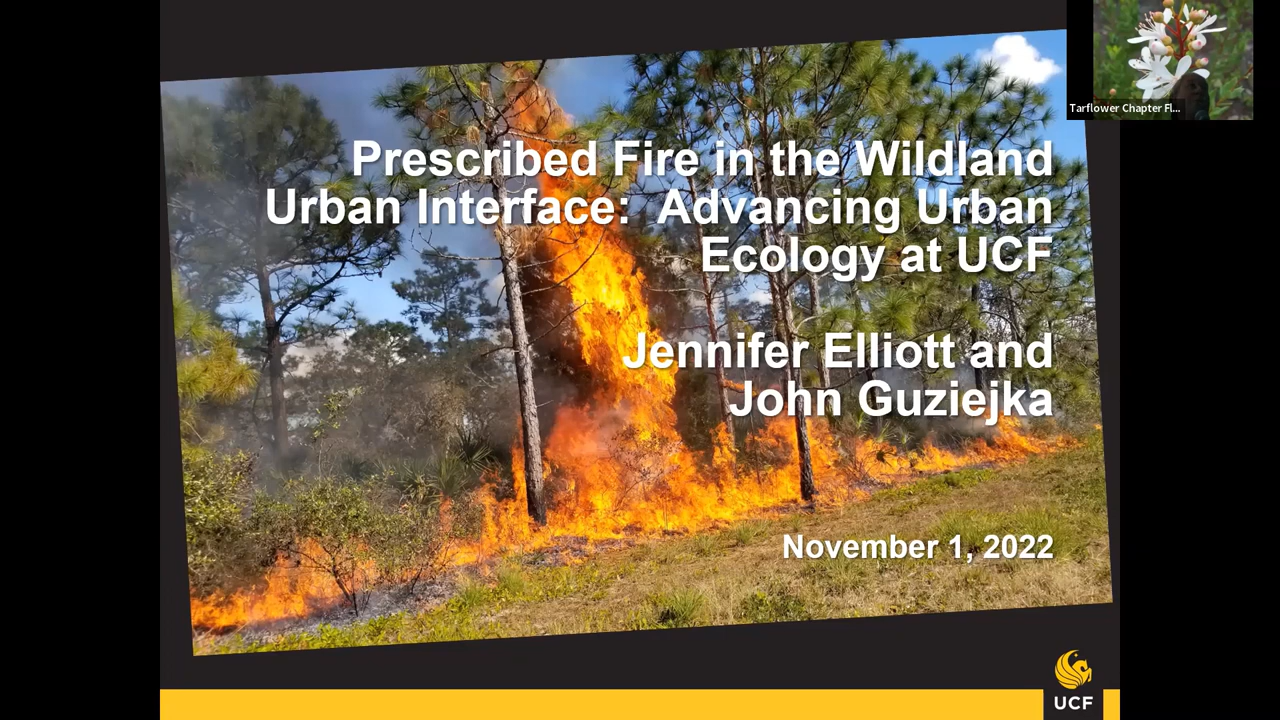 Tarflower Chapter Fl...
Prescribed Fire in the Wildland
Urban Interface: Advancing Urban
Ecology at UCF
Jennifer Elliott and
John Guziejka
November 1, 2022
UCF